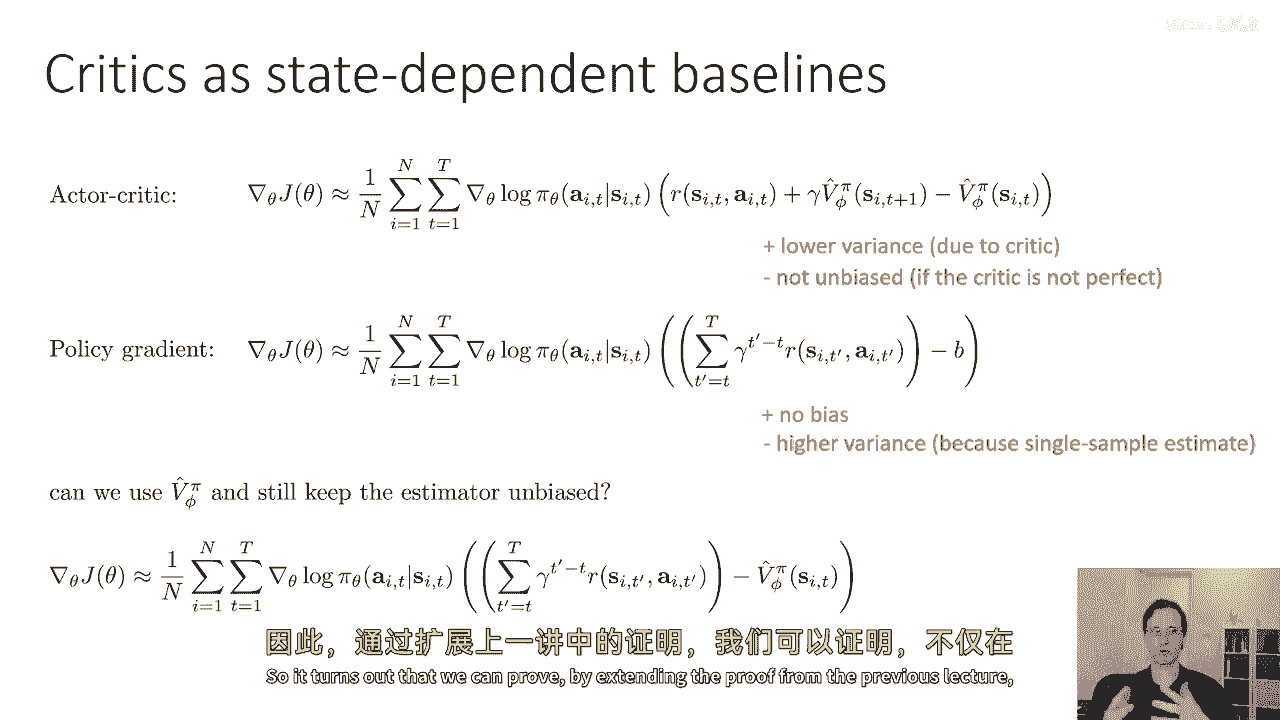 Critics as state-dependent baselines
Actor-critic: $\nabla_\theta J(\theta) \approx \frac{1}{N} \sum_{i=1}^{N} \sum_{t=1}^{T} \nabla_\theta \log \pi_\theta(\mathbf{a}_{i,t}|\mathbf{s}_{i,t}) \left( r(\mathbf{s}_{i,t}, \mathbf{a}_{i,t}) + \gamma \hat{V}^\pi_\phi(\mathbf{s}_{i,t+1}) - \hat{V}^\pi_\phi(\mathbf{s}_{i,t}) \right)$
+ lower variance (due to critic)
- not unbiased (if the critic is not perfect)
Policy gradient: $\nabla_\theta J(\theta) \approx \frac{1}{N} \sum_{i=1}^{N} \sum_{t=1}^{T} \nabla_\theta \log \pi_\theta(\mathbf{a}_{i,t}|\mathbf{s}_{i,t}) \left( \left( \sum_{t'=t}^{T} \gamma^{t'-t} r(\mathbf{s}_{i,t'}, \mathbf{a}_{i,t'}) \right) - b \right)$
+ no bias
- higher variance (because single-sample estimate)
can we use $\hat{V}^\pi_\phi$ and still keep the estimator unbiased?
$\nabla_\theta J(\theta) \approx \frac{1}{N} \sum_{i=1}^{N} \sum_{t=1}^{T} \nabla_\theta \log \pi_\theta(\mathbf{a}_{i,t}|\mathbf{s}_{i,t}) \left( \left( \sum_{t'=t}^{T} \gamma^{t'-t} r(\mathbf{s}_{i,t'}, \mathbf{a}_{i,t'}) \right) - \hat{V}^\pi_\phi(\mathbf{s}_{i,t}) \right)$
因此，通过扩展上一讲中的证明，我们可以证明，不仅在
So it turns out that we can prove, by extending the proof from the previous lecture,